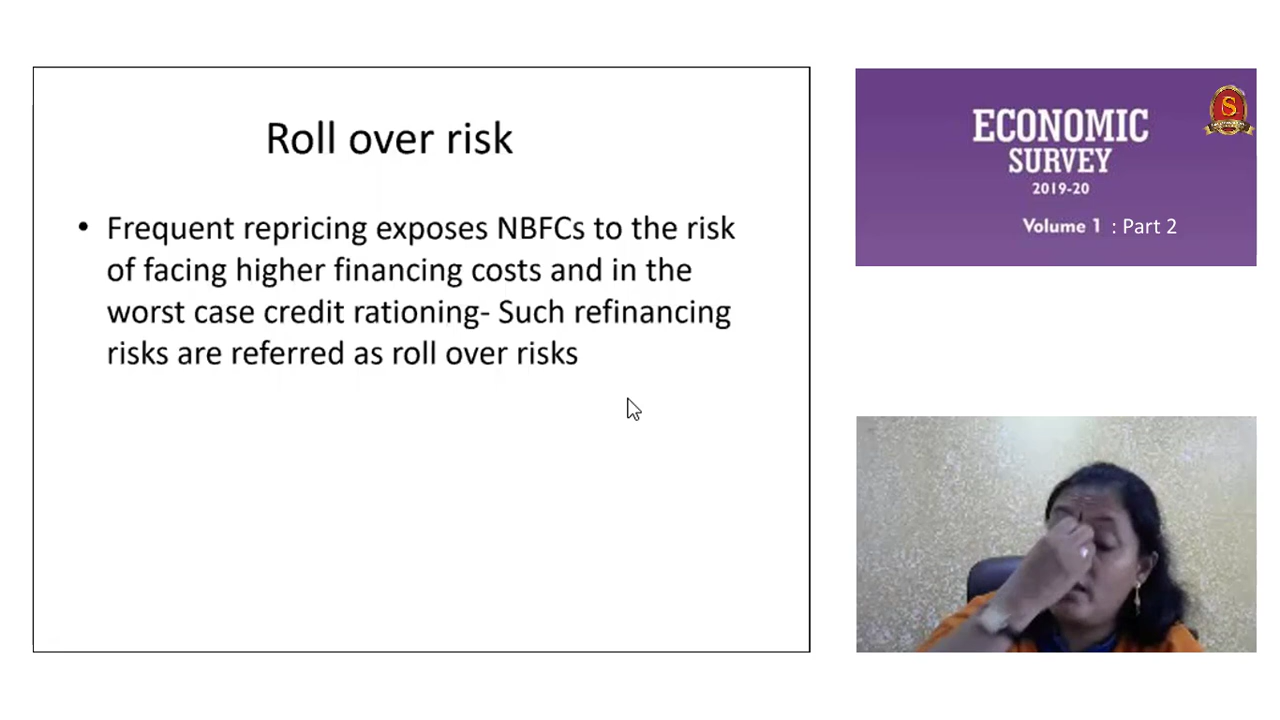 Roll over risk
• Frequent repricing exposes NBFCs to the risk
of facing higher financing costs and in the
worst case credit rationing- Such refinancing
risks are referred as roll over risks
ECONOMIC
SURVEY
2019-20
Volume 1 : Part 2
S